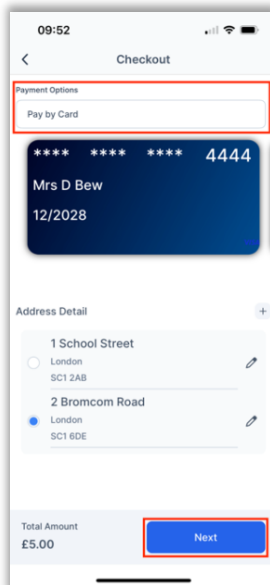 09:52
Checkout
Payment Options
Pay by Card
**** **** **** 4444
Mrs D Bew
12/2028
Address Detail
1 School Street
London
SC1 2AB
2 Bromcom Road
London
SC1 6DE
Total Amount
£5.00
Next